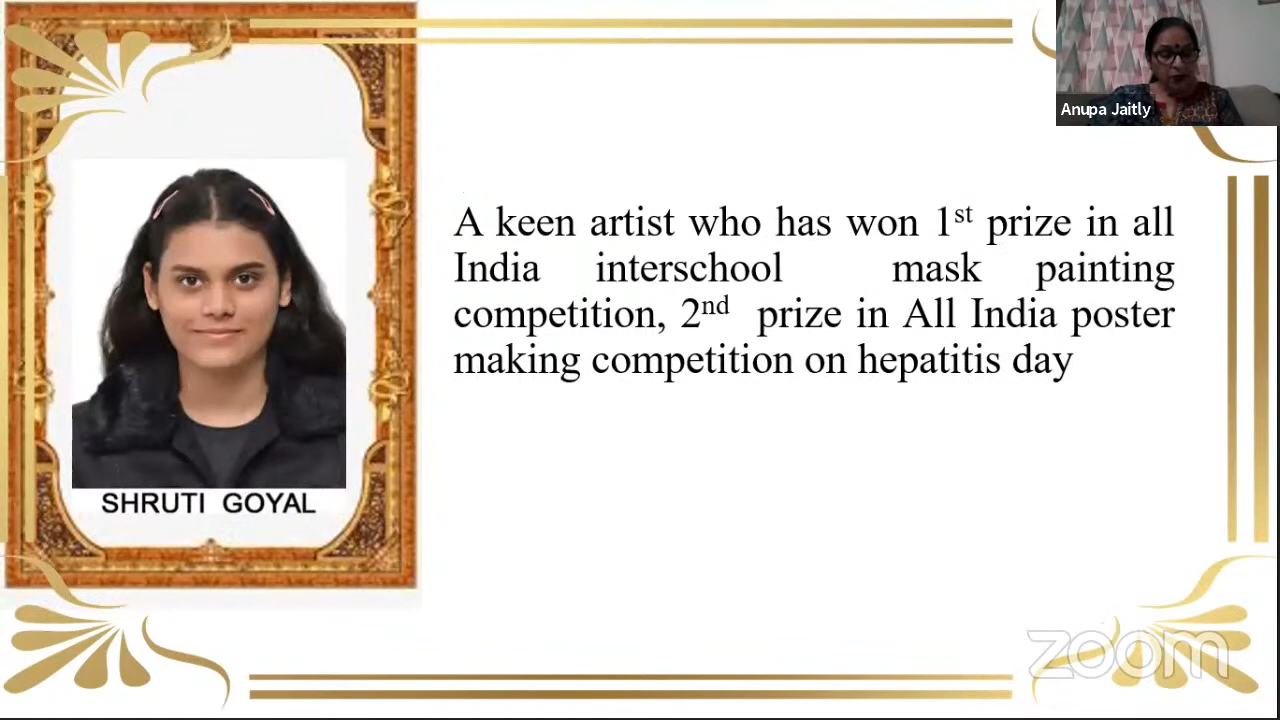 Anupa Jaitly
A keen artist who has won 1st prize in all
India interschool mask painting
competition, 2nd prize in All India poster
making competition on hepatitis day
SHRUTI GOYAL
zoom